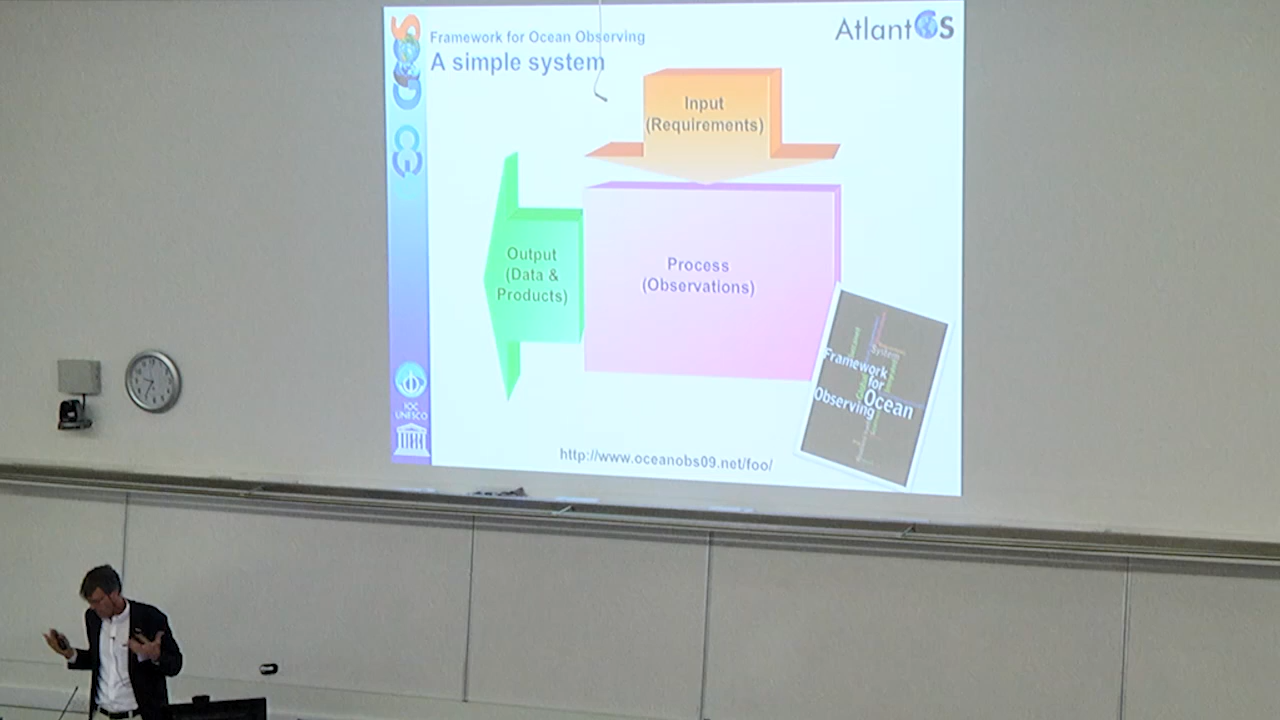 Framework for Ocean Observing
A simple system
AtlantOS
Input
(Requirements)
Output
(Data &
Products)
Process
(Observations)
IOC
UNESCO
System
Framework
for
Ocean
Observing
http://www.oceanobs09.net/foo/